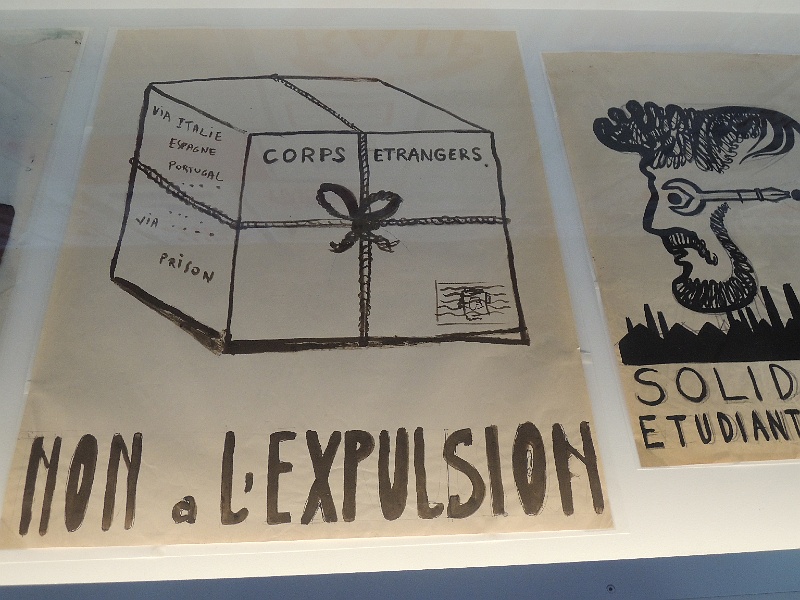 VIA ITALIE
ESPAGNE
PORTUGAL
....
....
VIA ....
PRISON
CORPS ETRANGERS.
NON a L'EXPULSION
SOLID
ETUDIANT